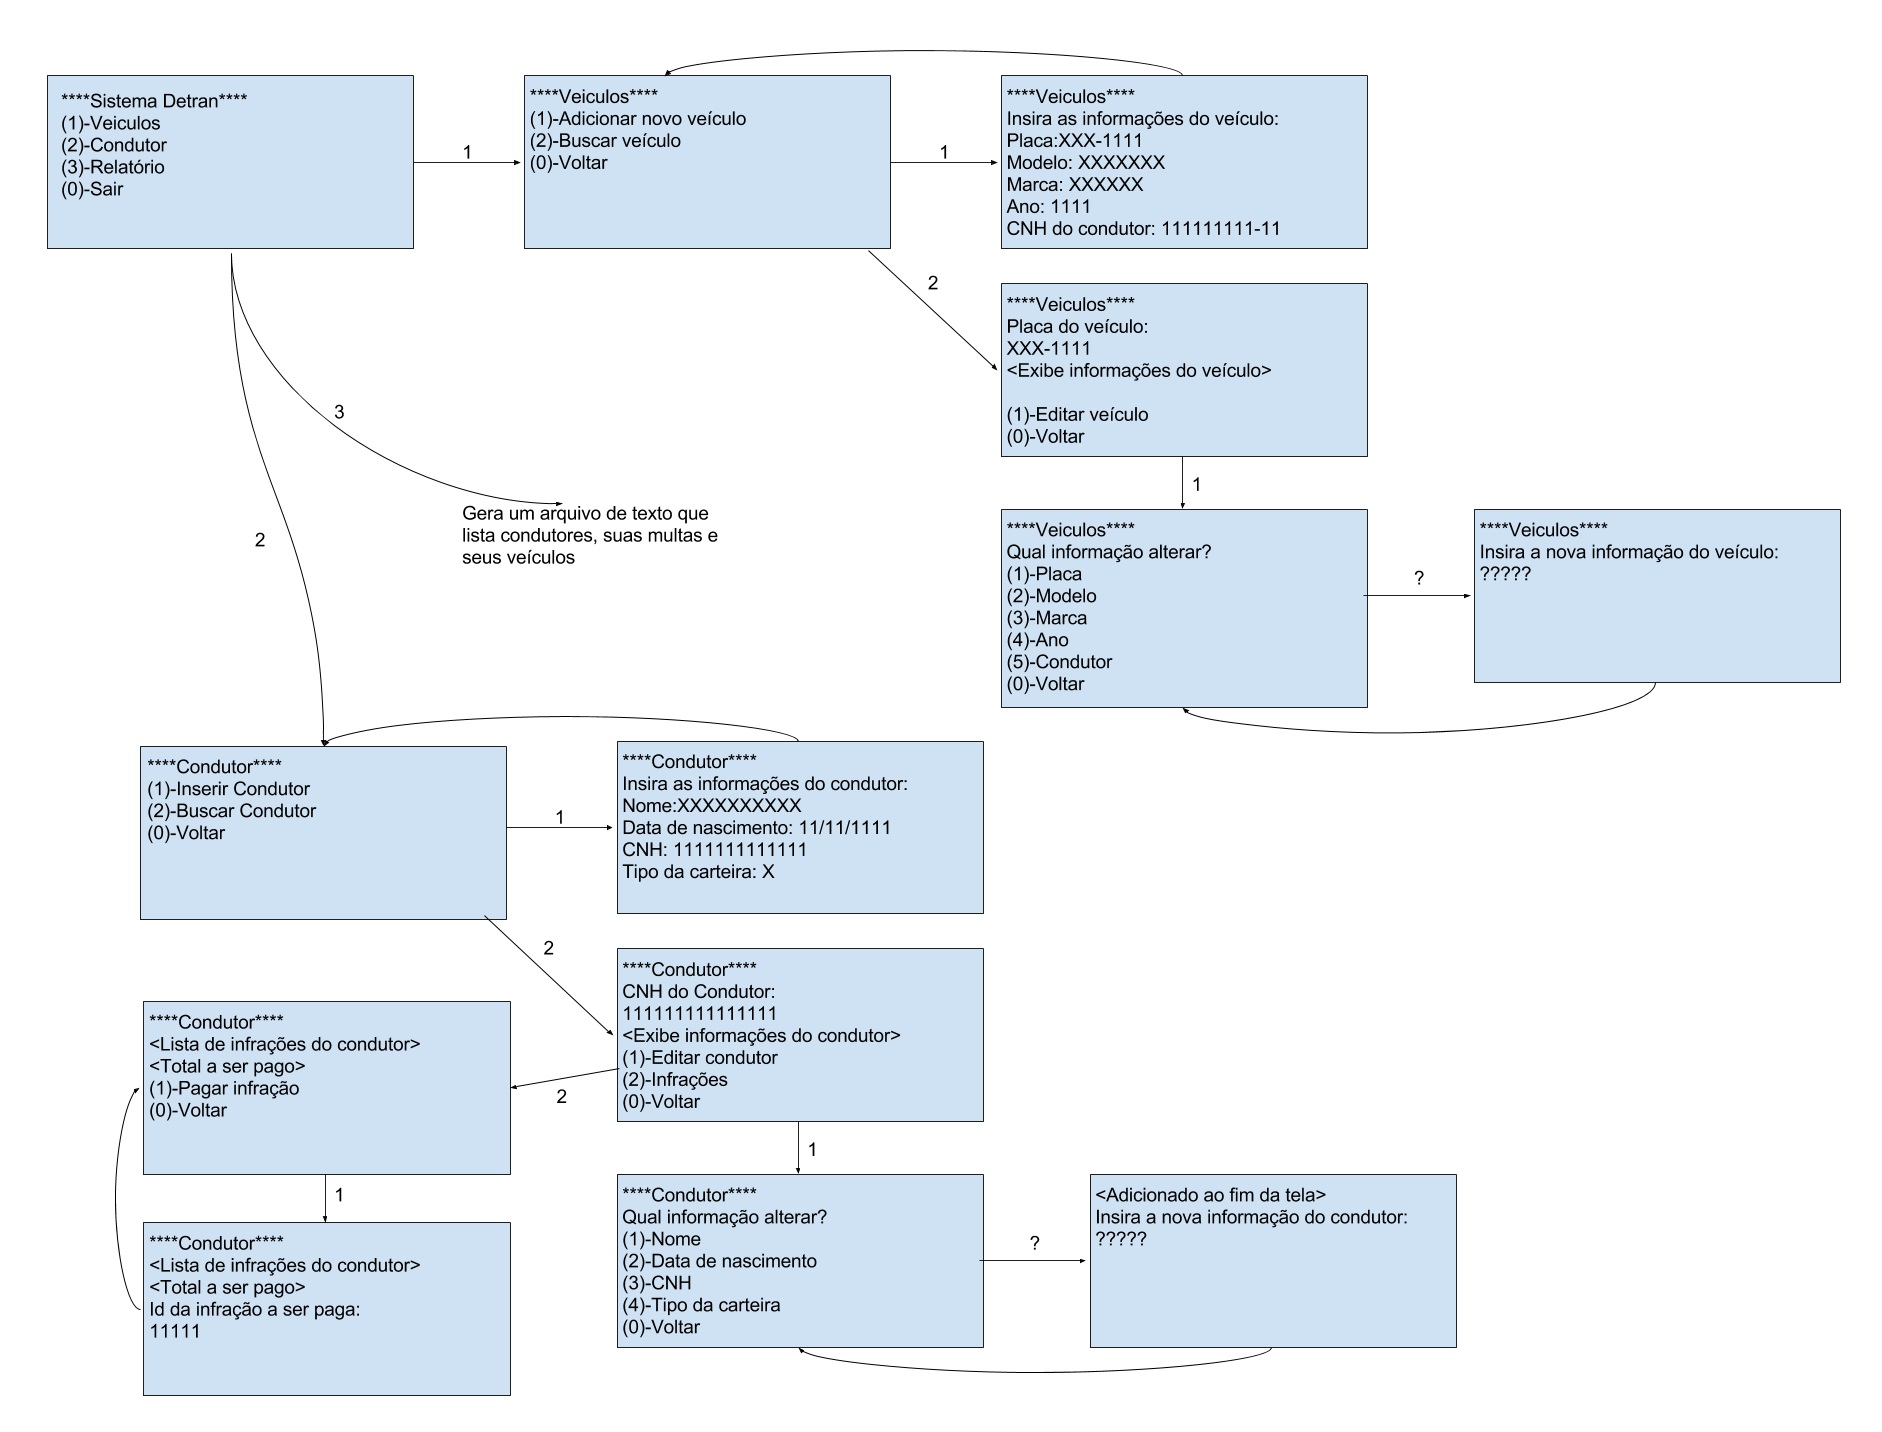 ****Sistema Detran****
(1)-Veiculos
(2)-Condutor
(3)-Relatório
(0)-Sair
1
****Veiculos****
(1)-Adicionar novo veículo
(2)-Buscar veículo
(0)-Voltar
1
****Veiculos****
Insira as informações do veículo:
Placa:XXX-1111
Modelo: XXXXXXX
Marca: XXXXXX
Ano: 1111
CNH do condutor: 111111111-11
2
****Veiculos****
Placa do veículo:
XXX-1111
<Exibe informações do veículo>
(1)-Editar veículo
(0)-Voltar
1
****Veiculos****
Qual informação alterar?
(1)-Placa
(2)-Modelo
(3)-Marca
(4)-Ano
(5)-Condutor
(0)-Voltar
?
****Veiculos****
Insira a nova informação do veículo:
?????
3
Gera um arquivo de texto que
lista condutores, suas multas e
seus veículos
2
****Condutor****
(1)-Inserir Condutor
(2)-Buscar Condutor
(0)-Voltar
1
****Condutor****
Insira as informações do condutor:
Nome:XXXXXXXXXX
Data de nascimento: 11/11/1111
CNH: 1111111111111
Tipo da carteira: X
2
****Condutor****
CNH do Condutor:
111111111111111
<Exibe informações do condutor>
(1)-Editar condutor
(2)-Infrações
(0)-Voltar
2
****Condutor****
<Lista de infrações do condutor>
<Total a ser pago>
(1)-Pagar infração
(0)-Voltar
1
****Condutor****
<Lista de infrações do condutor>
<Total a ser pago>
Id da infração a ser paga:
11111
1
****Condutor****
Qual informação alterar?
(1)-Nome
(2)-Data de nascimento
(3)-CNH
(4)-Tipo da carteira
(0)-Voltar
?
<Adicionado ao fim da tela>
Insira a nova informação do condutor:
?????